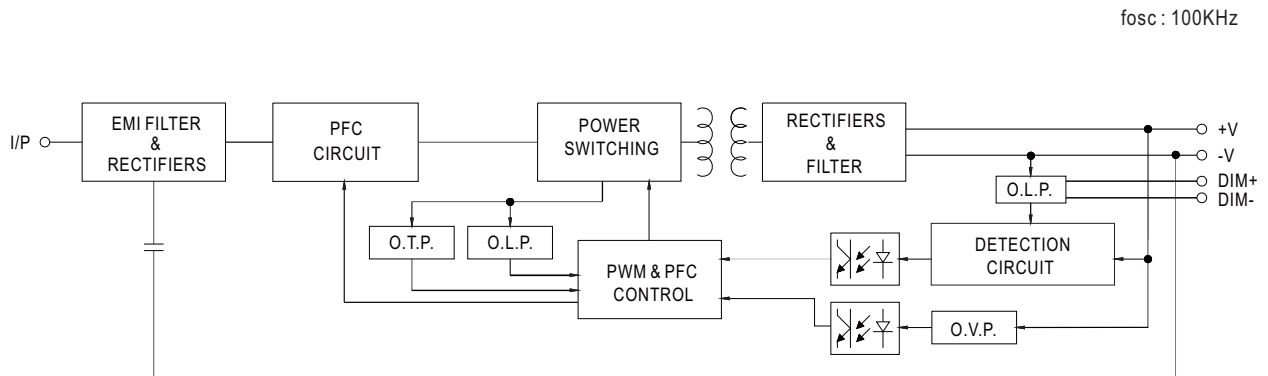 fosc : 100KHz
I/P
EMI FILTER
&
RECTIFIERS
PFC
CIRCUIT
POWER
SWITCHING
RECTIFIERS
&
FILTER
+V
-V
DIM+
DIM-
O.L.P.
O.T.P.
O.L.P.
PWM & PFC
CONTROL
DETECTION
CIRCUIT
O.V.P.